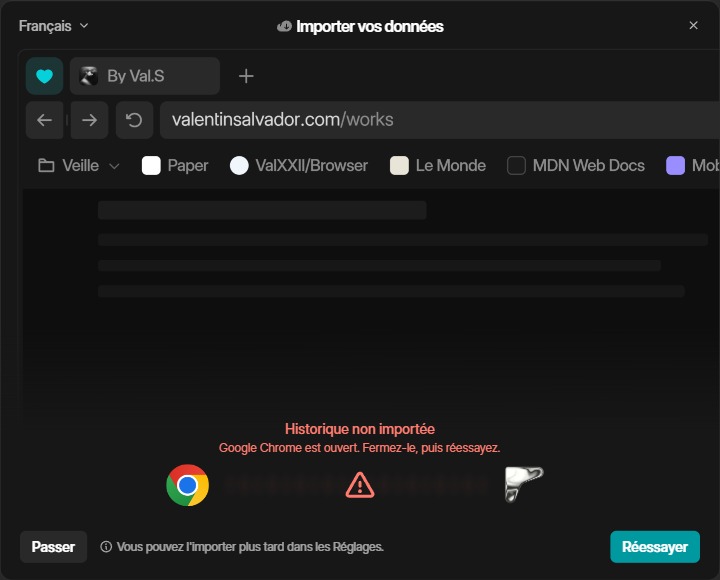 Français
Importer vos données
By Val.S
valentinsalvador.com/works
Veille
Paper
ValXXII/Browser
Le Monde
MDN Web Docs
Mob
Historique non importée
Google Chrome est ouvert. Fermez-le, puis réessayez.
Passer
Vous pouvez l'importer plus tard dans les Réglages.
Réessayer